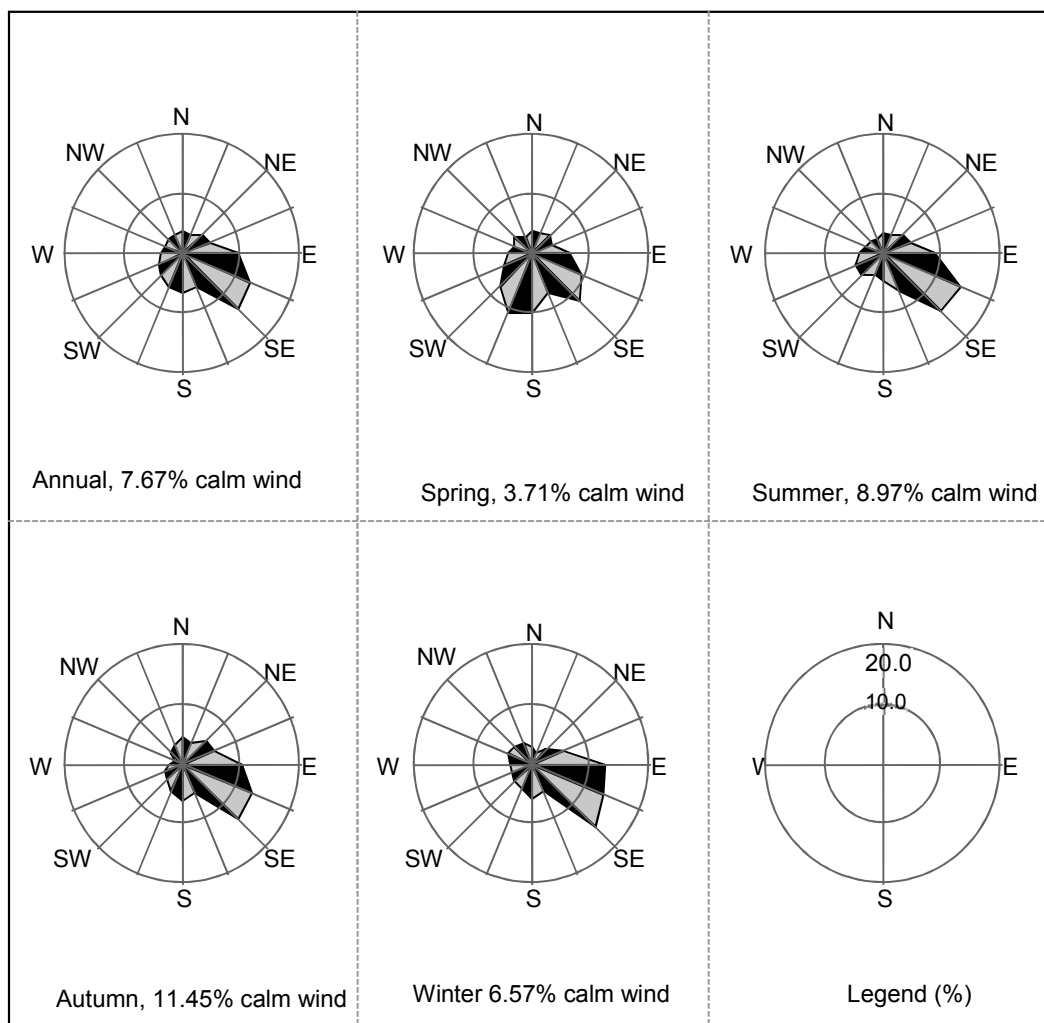 N
NW
NE
W
E
SW
SE
S
Annual, 7.67% calm wind
N
NW
NE
W
E
SW
SE
S
Spring, 3.71% calm wind
N
NW
NE
W
E
SW
SE
S
Summer, 8.97% calm wind
N
NW
NE
W
E
SW
SE
S
Autumn, 11.45% calm wind
N
NW
NE
W
E
SW
SE
S
Winter 6.57% calm wind
N
20.0
10.0
E
S
Legend (%)